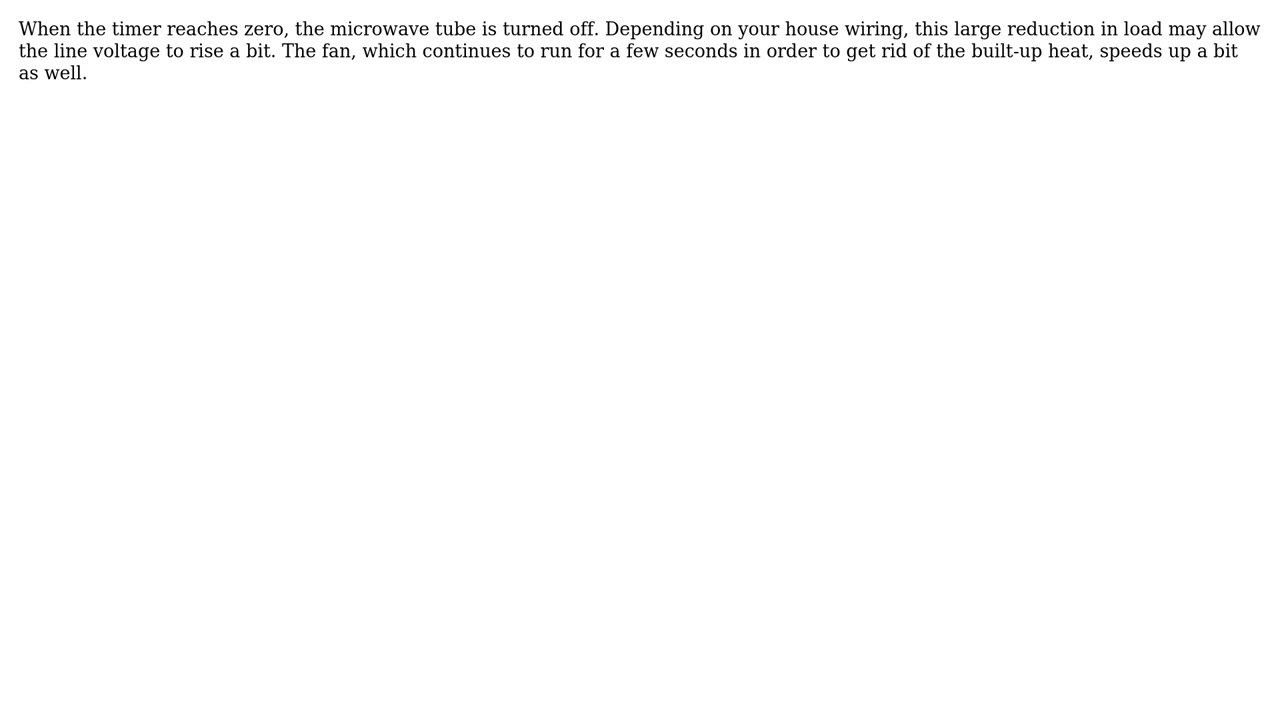 When the timer reaches zero, the microwave tube is turned off. Depending on your house wiring, this large reduction in load may allow
the line voltage to rise a bit. The fan, which continues to run for a few seconds in order to get rid of the built-up heat, speeds up a bit
as well.